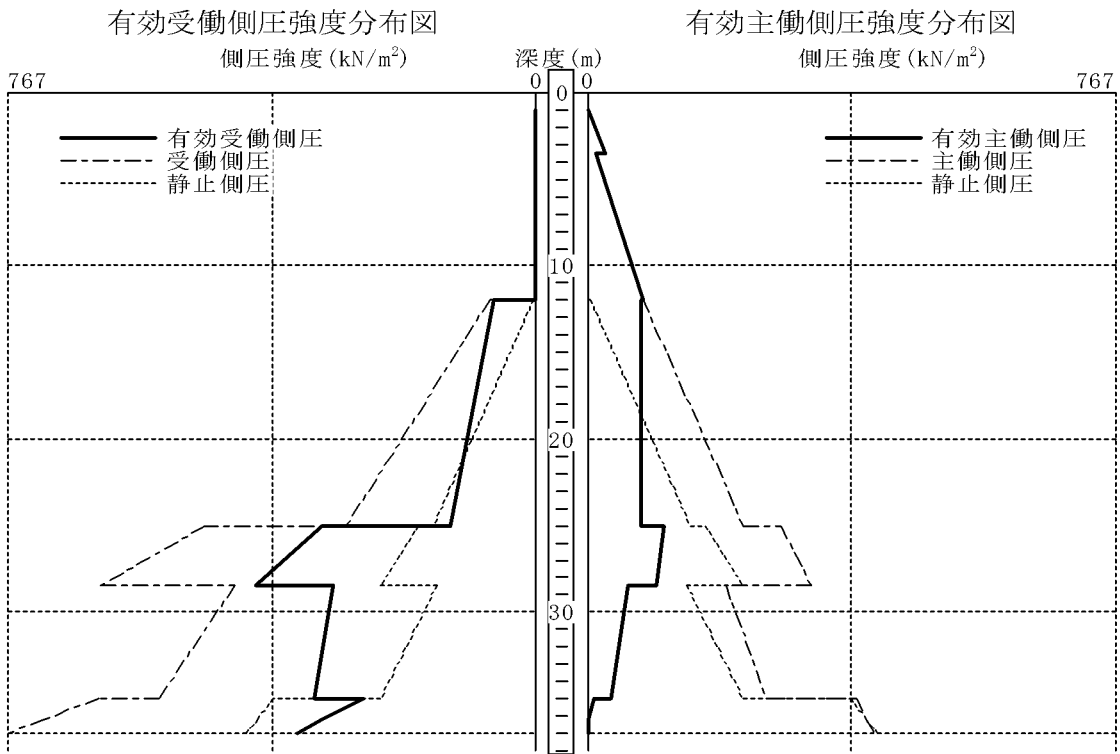 有効受働側圧強度分布図
有効主働側圧強度分布図
側圧強度(kN/m²)
深度(m)
側圧強度(kN/m²)
767
0
0
0
767
有効受働側圧
受働側圧
静止側圧
有効主働側圧
主働側圧
静止側圧
10
20
30